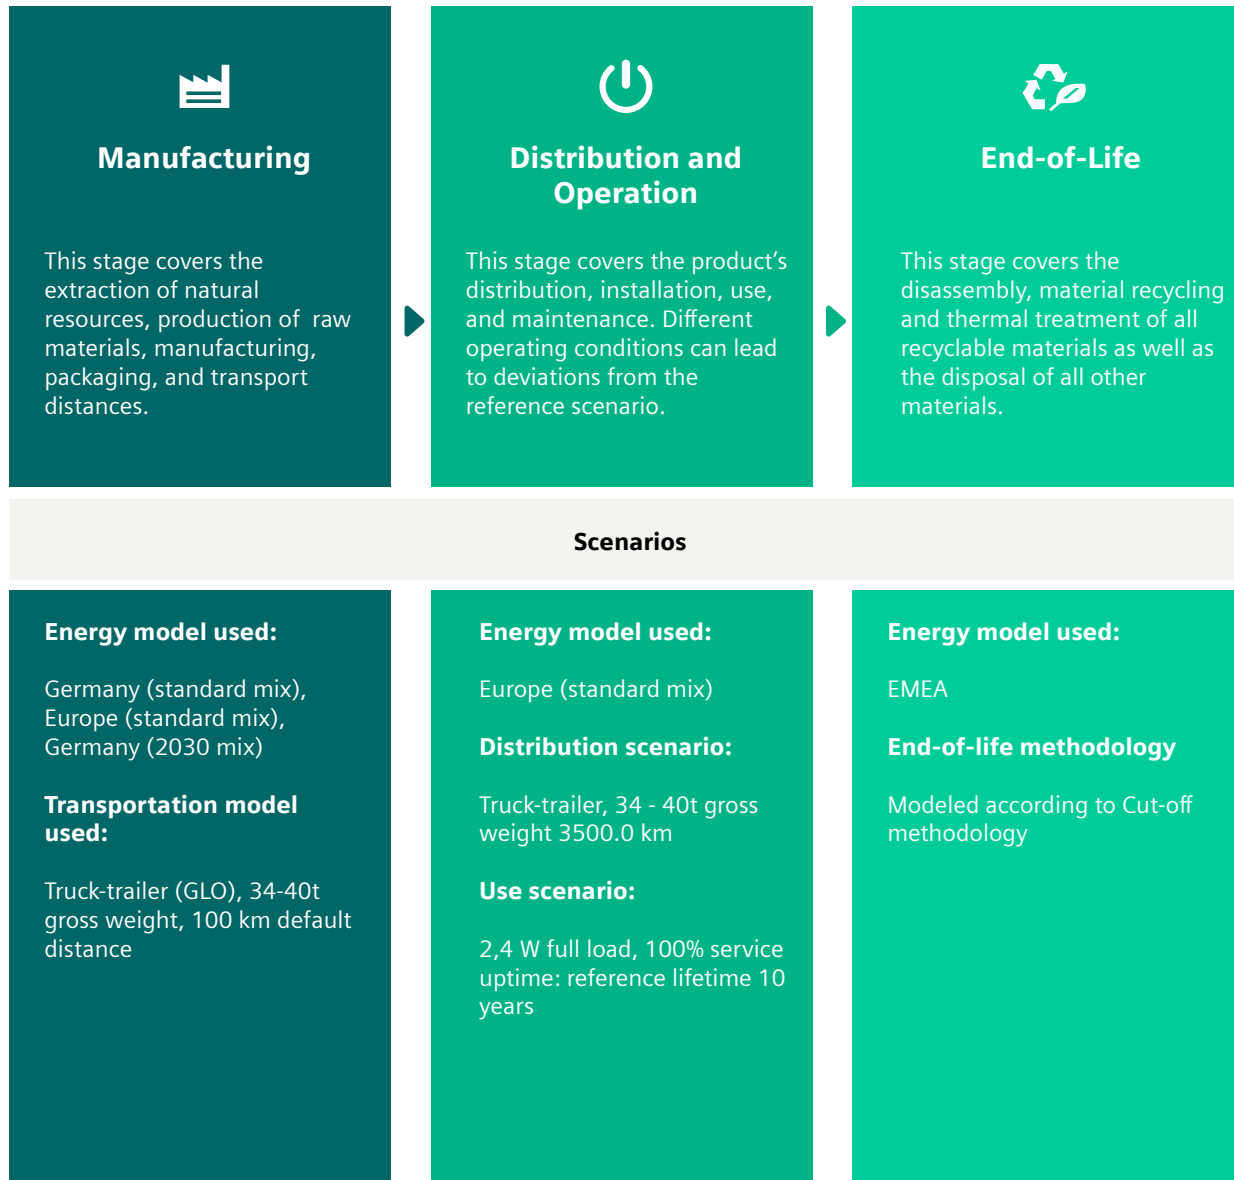 Manufacturing
This stage covers the
extraction of natural
resources, production of  raw
materials, manufacturing,
packaging, and transport
distances.
Distribution and
Operation
This stage covers the product’s
distribution, installation, use,
and maintenance. Different
operating conditions can lead
to deviations from the
reference scenario.
End-of-Life
This stage covers the
disassembly, material recycling
and thermal treatment of all
recyclable materials as well as
the disposal of all other
materials.
Scenarios
Energy model used:
Germany (standard mix),
Europe (standard mix),
Germany (2030 mix)
Transportation model
used:
Truck-trailer (GLO), 34-40t
gross weight, 100 km default
distance
Energy model used:
Europe (standard mix)
Distribution scenario:
Truck-trailer, 34 - 40t gross
weight 3500.0 km
Use scenario:
2,4 W full load, 100% service
uptime: reference lifetime 10
years
Energy model used:
EMEA
End-of-life methodology
Modeled according to Cut-off
methodology